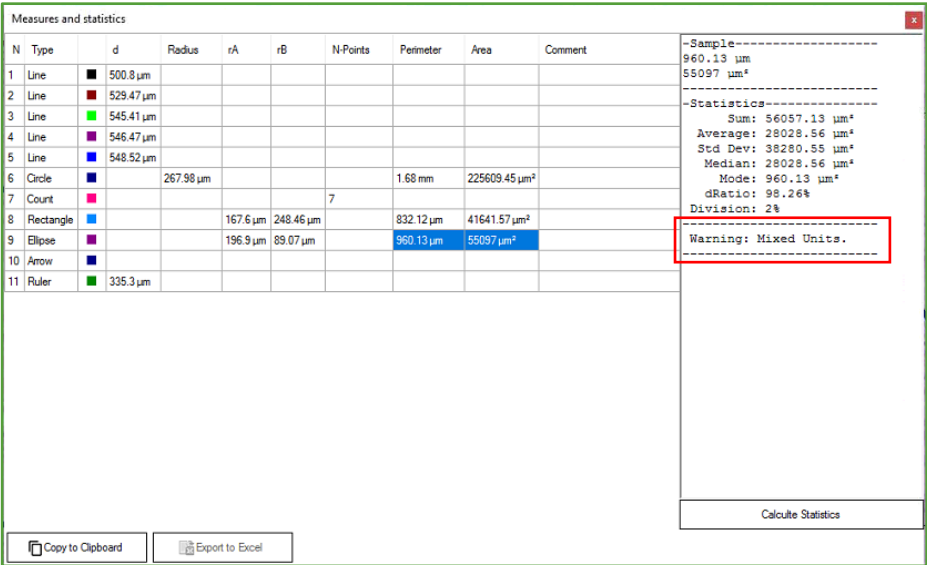 Measures and statistics
x
N Type d Radius rA rB N-Points Perimeter Area Comment
1 Line 500.8 µm
2 Line 529.47 µm
3 Line 545.41 µm
4 Line 546.47 µm
5 Line 548.52 µm
6 Circle 267.98 µm 1.68 mm 225609.45 µm²
7 Count 7
8 Rectangle 167.6 µm 248.46 µm 832.12 µm 41641.57 µm²
9 Ellipse 196.9 µm 89.07 µm 960.13 µm 55097 µm²
10 Arrow
11 Ruler 335.3 µm
-Sample--------------------
960.13 µm
55097 µm²
---------------------------
-Statistics----------------
Sum: 56057.13 µm²
Average: 28028.56 µm²
Std Dev: 38280.55 µm²
Median: 28028.56 µm²
Mode: 960.13 µm²
dRatio: 98.26%
Division: 2%
---------------------------
Warning: Mixed Units.
---------------------------
Calculte Statistics
Copy to Clipboard
Export to Excel